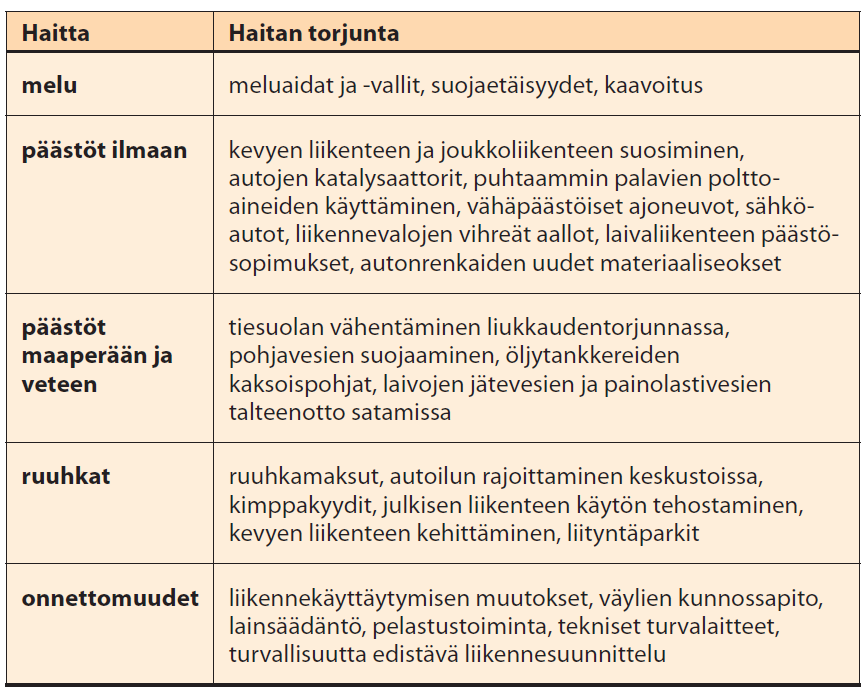 Haitta
Haitan torjunta
melu
meluaidat ja -vallit, suojaetäisyydet, kaavoitus
päästöt ilmaan
kevyen liikenteen ja joukkoliikenteen suosiminen,
autojen katalysaattorit, puhtaammin palavien poltto-
aineiden käyttäminen, vähäpäästöiset ajoneuvot, sähkö-
autot, liikennevalojen vihreät aallot, laivaliikenteen päästö-
sopimukset, autonrenkaiden uudet materiaaliseokset
päästöt
maaperään ja
veteen
tiesuolan vähentäminen liukkaudentorjunnassa,
pohjavesien suojaaminen, öljytankkereiden
kaksoispohjat, laivojen jätevesien ja painolastivesien
talteenotto satamissa
ruuhkat
ruuhkamaksut, autoilun rajoittaminen keskustoissa,
kimppakyydit, julkisen liikenteen käytön tehostaminen,
kevyen liikenteen kehittäminen, liityntäparkit
onnettomuudet
liikennekäyttäytymisen muutokset, väylien kunnossapito,
lainsäädäntö, pelastustoiminta, tekniset turvalaitteet,
turvallisuutta edistävä liikennesuunnittelu